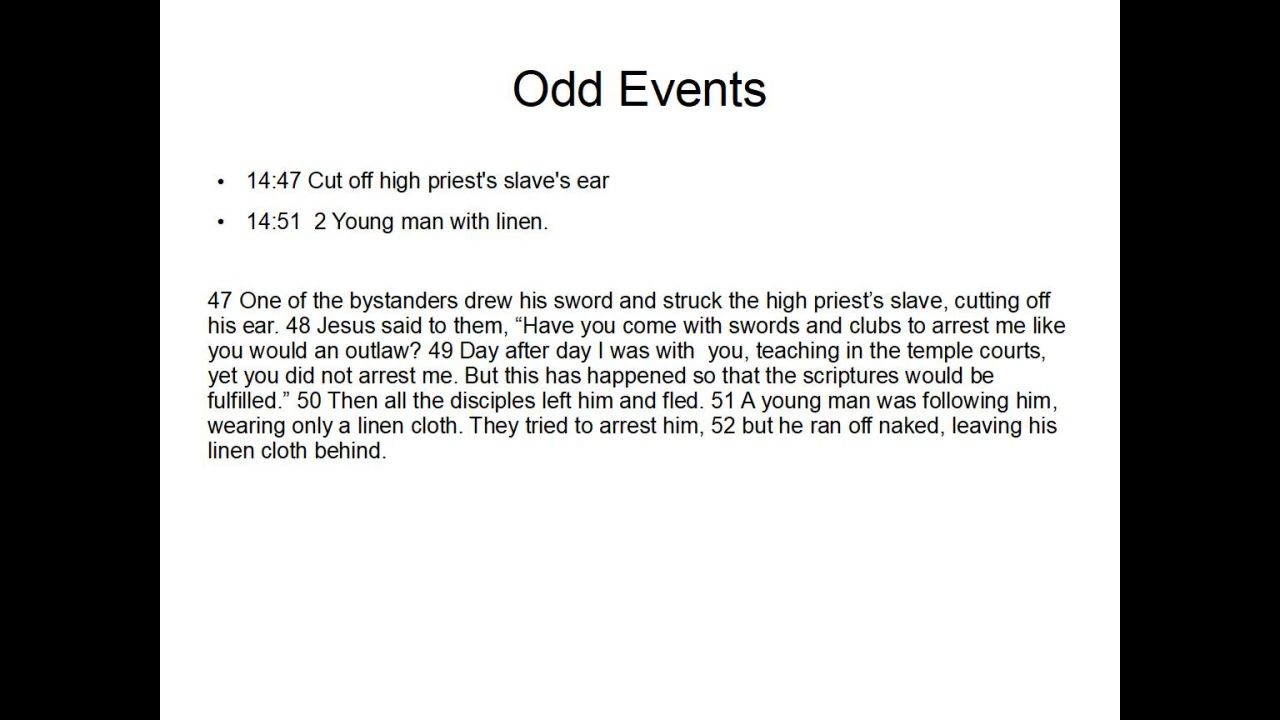 Odd Events
• 14:47 Cut off high priest's slave's ear
• 14:51  2 Young man with linen.
47 One of the bystanders drew his sword and struck the high priest’s slave, cutting off
his ear. 48 Jesus said to them, “Have you come with swords and clubs to arrest me like
you would an outlaw? 49 Day after day I was with  you, teaching in the temple courts,
yet you did not arrest me. But this has happened so that the scriptures would be
fulfilled.” 50 Then all the disciples left him and fled. 51 A young man was following him,
wearing only a linen cloth. They tried to arrest him, 52 but he ran off naked, leaving his
linen cloth behind.